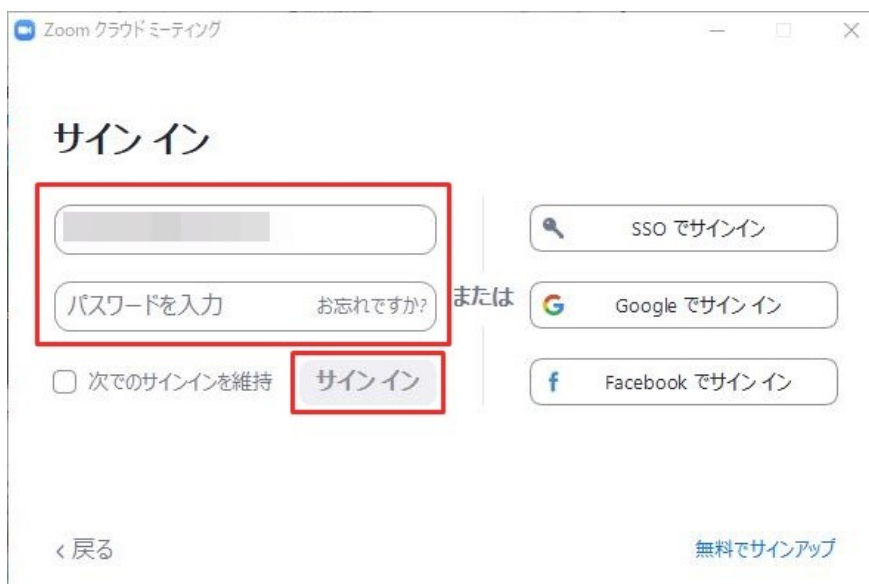 Zoom クラウド ミーティング
サイン イン
パスワードを入力 お忘れですか?
次でのサインインを維持 サイン イン
または
SSO でサインイン
Google でサイン イン
Facebook でサイン イン
< 戻る
無料でサインアップ